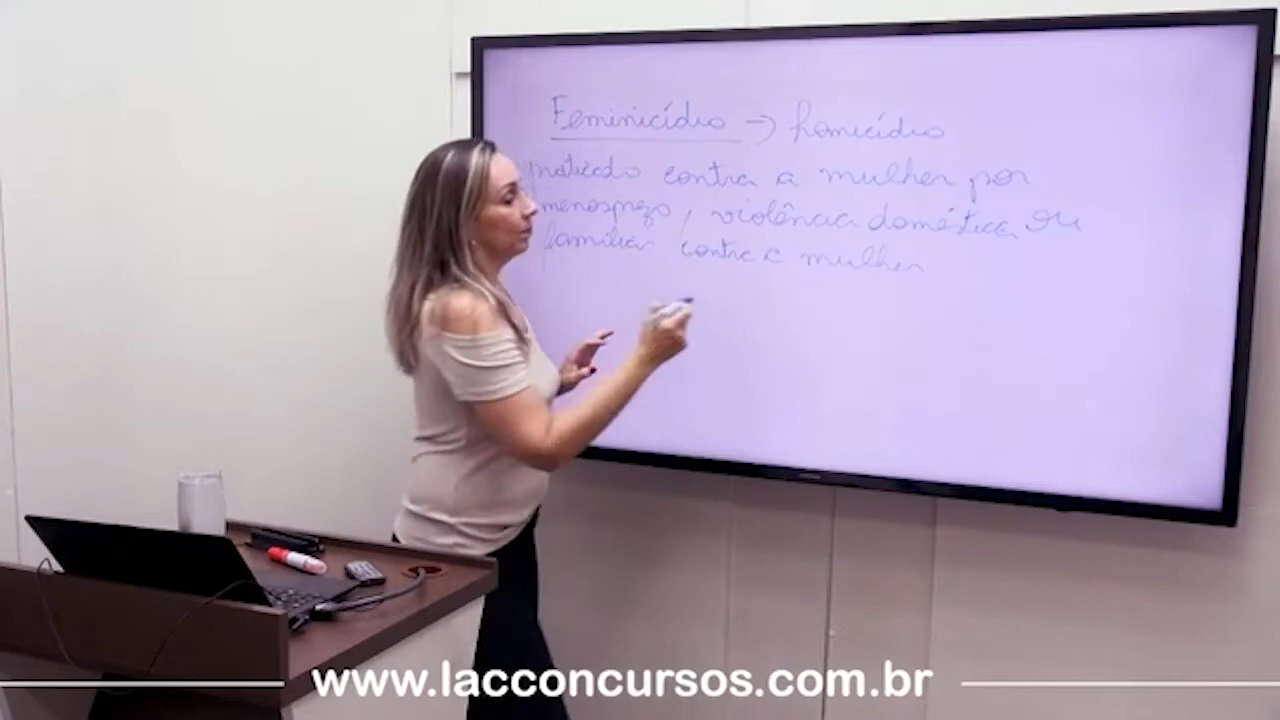 Feminicídio -> homicídio
praticado contra a mulher por
menosprezo, violência doméstica ou
familiar contra a mulher
www.lacconcursos.com.br